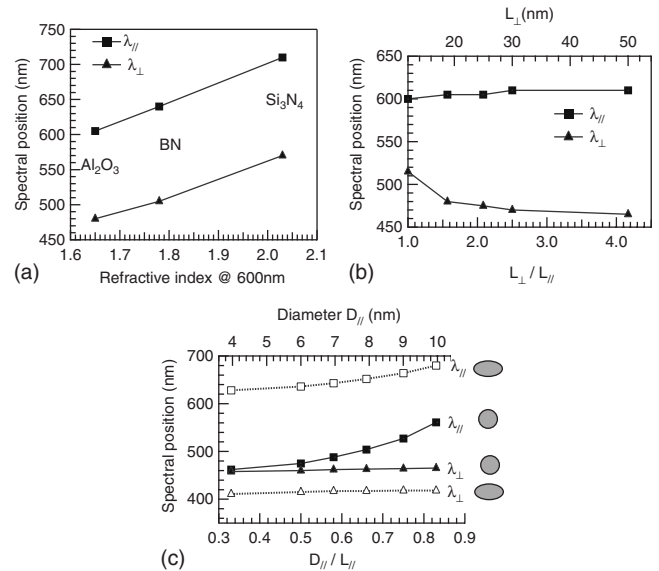 L⊥(nm)
20 30 40 50
750
700
650
600
550
500
450
Spectral position (nm)
λ//
λ⊥
Al₂O₃
BN
Si₃N₄
1.6 1.7 1.8 1.9 2.0 2.1
Refractive index @ 600nm
(a)
650
600
550
500
450
Spectral position (nm)
λ//
λ⊥
1.0 2.0 3.0 4.0
L⊥ / L//
(b)
Diameter D// (nm)
4 5 6 7 8 9 10
700
600
500
400
Spectral position (nm)
λ//
λ//
λ⊥
λ⊥
0.3 0.4 0.5 0.6 0.7 0.8 0.9
D// / L//
(c)